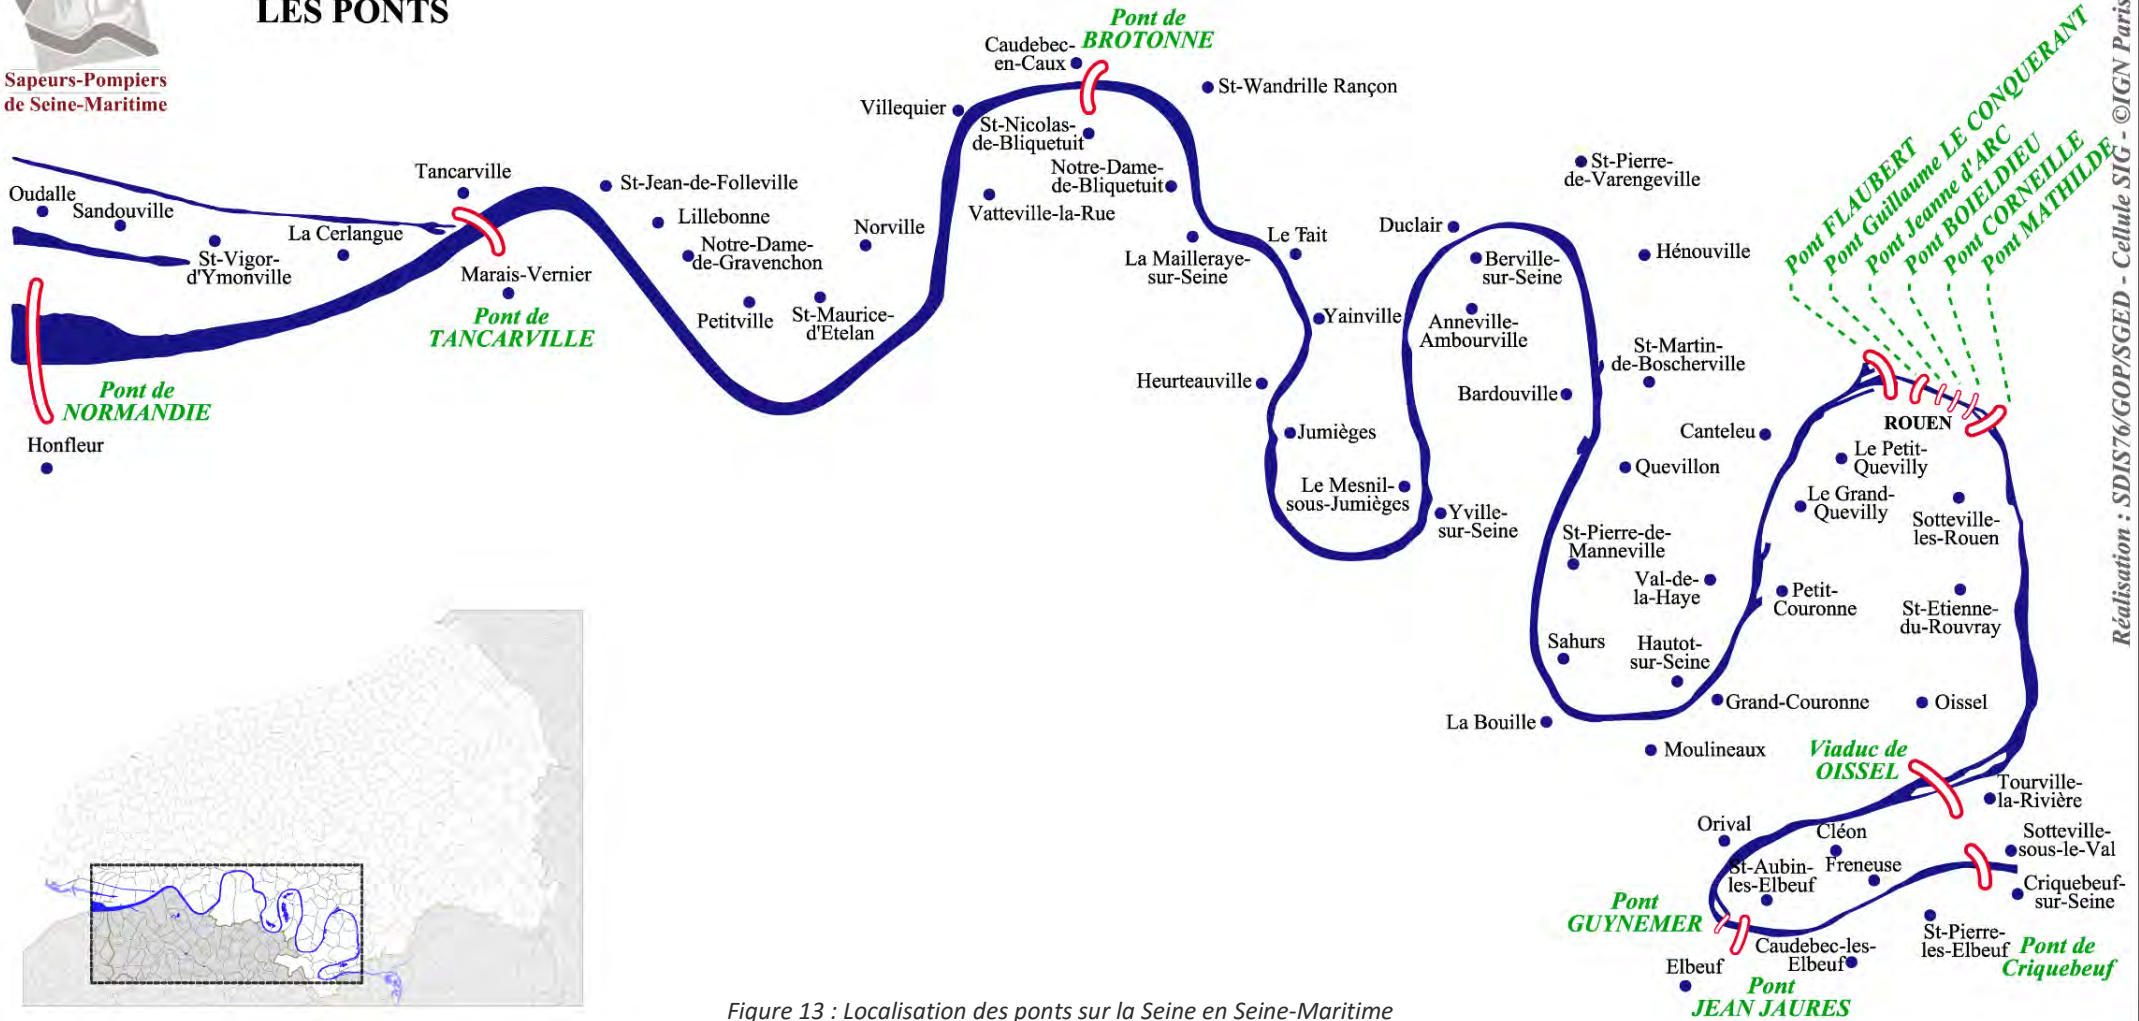 LES PONTS
Sapeurs-Pompiers
de Seine-Maritime
Pont de
BROTONNE
Caudebec-
en-Caux
St-Wandrille Rançon
Villequier
St-Nicolas-
de-Bliquetuit
Notre-Dame-
de-Bliquetuit
Vatteville-la-Rue
Tancarville
St-Jean-de-Folleville
Oudalle
Sandouville
La Cerlangue
St-Vigor-
d'Ymonville
Lillebonne
Notre-Dame-
de-Gravenchon
Norville
Marais-Vernier
Pont de
TANCARVILLE
Petitville
St-Maurice-
d'Etelan
La Mailleraye-
sur-Seine
Le Tait
Duclair
St-Pierre-
de-Varengeville
Berville-
sur-Seine
Hénouville
Yainville
Anneville-
Ambourville
St-Martin-
de-Boscherville
Heurteauville
Bardouville
Pont de
NORMANDIE
Honfleur
Jumièges
Canteleu
Quevillon
Le Mesnil-
sous-Jumièges
Yville-
sur-Seine
Pont FLAUBERT
Pont Guillaume LE CONQUERANT
Pont Jeanne d'ARC
Pont BOIELDIEU
Pont CORNEILLE
Pont MATHILDE
ROUEN
Le Petit-
Quevilly
Le Grand-
Quevilly
Sotteville-
les-Rouen
St-Pierre-de-
Manneville
Val-de-
la-Haye
Petit-
Couronne
St-Etienne-
du-Rouvray
Sahurs
Hautot-
sur-Seine
Grand-Couronne
Oissel
La Bouille
Moulineaux
Viaduc de
OISSEL
Tourville-
la-Rivière
Orival
Cléon
Sotteville-
sous-le-Val
St-Aubin-
les-Elbeuf
Freneuse
Criquebeuf-
sur-Seine
Pont
GUYNEMER
Caudebec-les-
Elbeuf
St-Pierre-
les-Elbeuf
Pont de
Criquebeuf
Elbeuf
Pont
JEAN JAURES
Réalisation : SDIS76/GOP/SGED - Cellule SIG - ©IGN Paris
Figure 13 : Localisation des ponts sur la Seine en Seine-Maritime